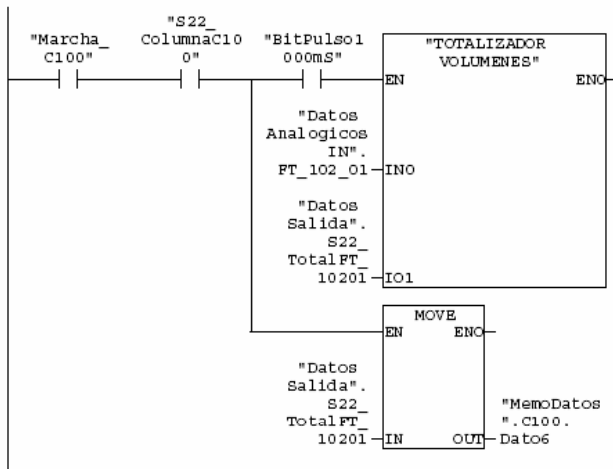 "S22_
"Marcha_ ColumnaC10 "BitPulso1
C100" 0" 000mS"
"TOTALIZADOR
VOLUMENES"
EN ENO
"Datos
Analogicos
IN".
FT_102_01 IN0
"Datos
Salida".
S22_
TotalFT_
10201 IO1
MOVE
EN ENO
"Datos
Salida".
S22_
TotalFT_
10201 IN
OUT
"MemoDatos
".C100.
Dato6